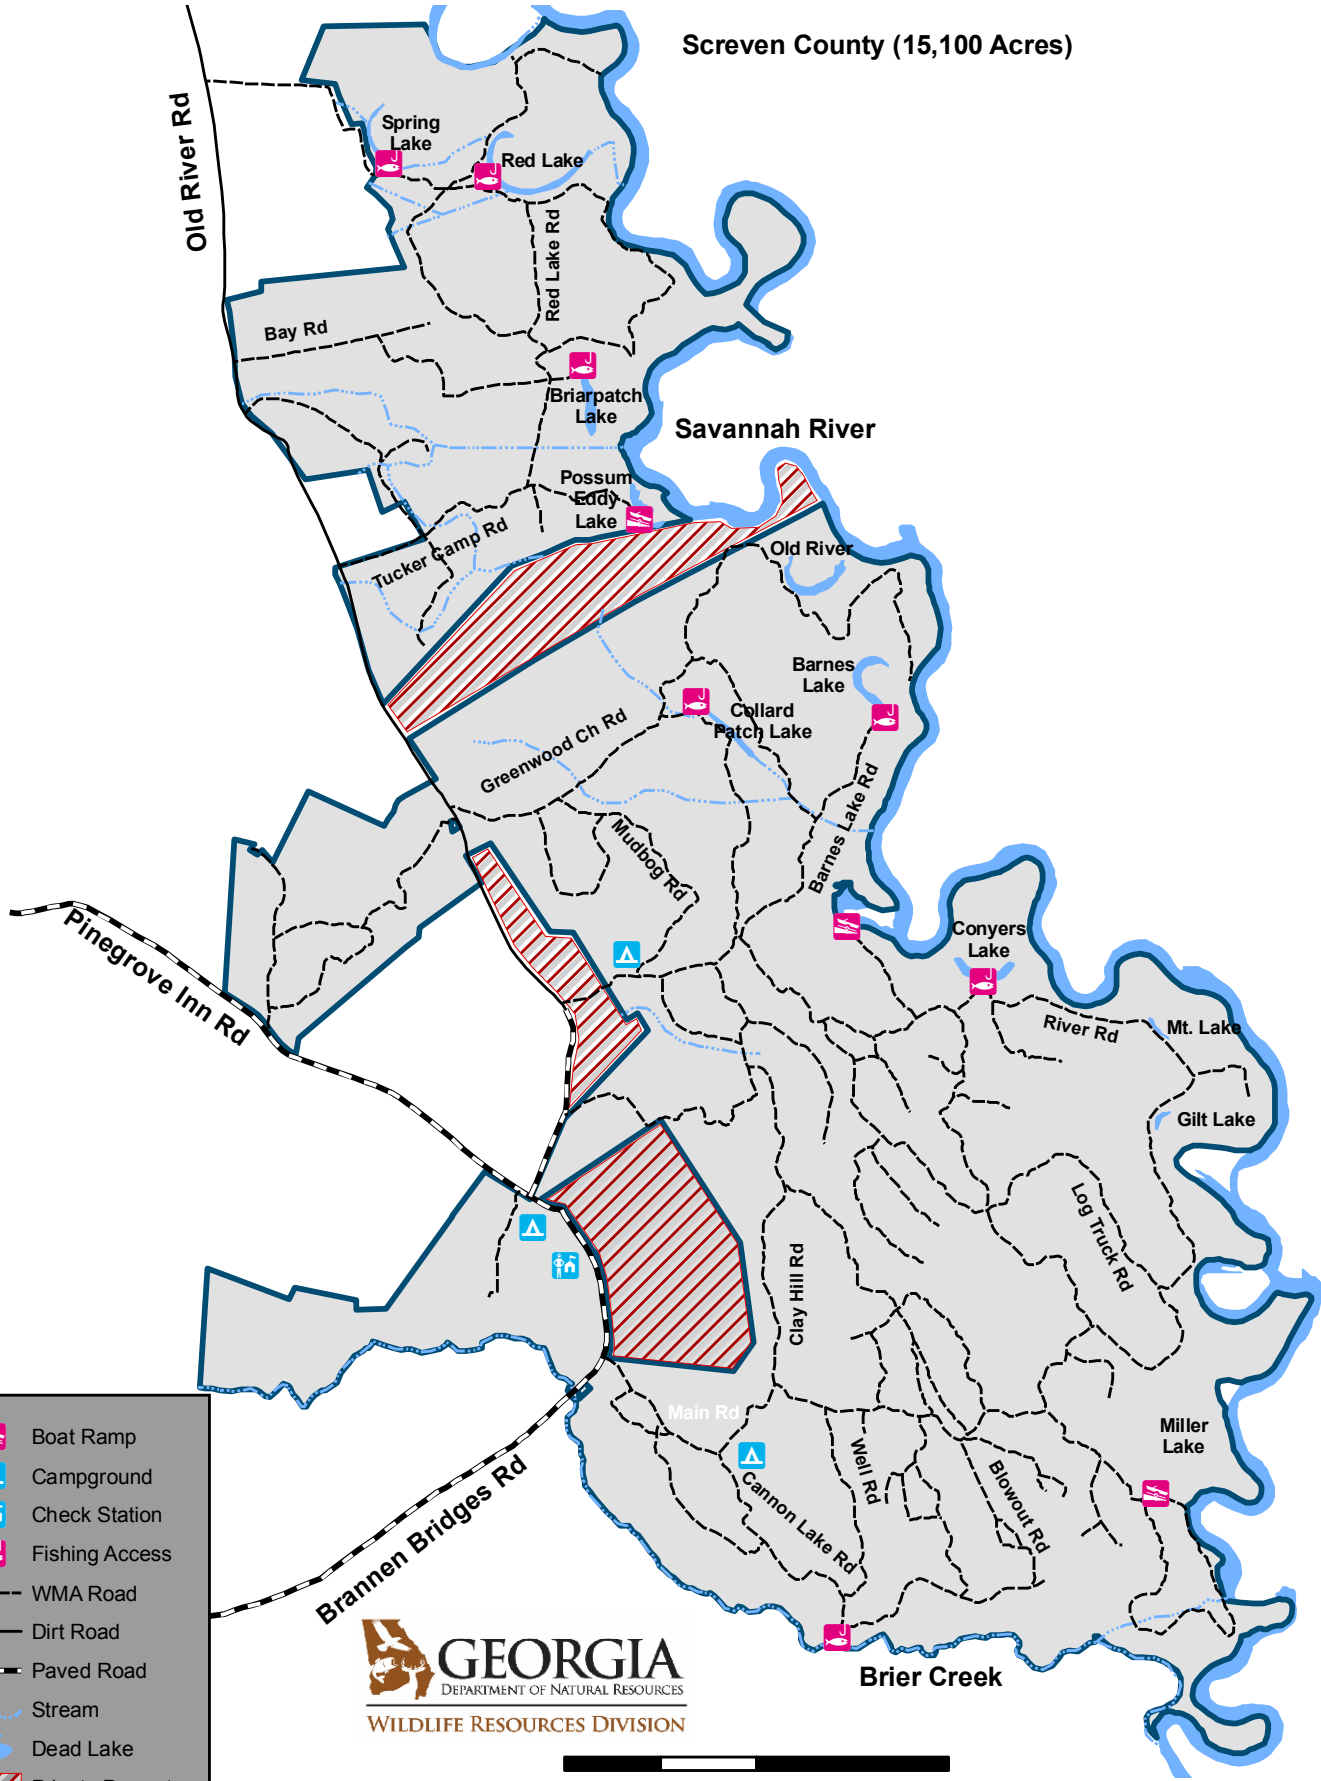 Screven County (15,100 Acres)
Old River Rd
Spring
Lake
Red Lake
Red Lake Rd
Bay Rd
Briarpatch
Lake
Savannah River
Possum
Eddy
Lake
Tucker Camp Rd
Old River
Barnes
Lake
Collard
Patch Lake
Greenwood Ch Rd
Barnes Lake Rd
Mudbog Rd
Pinegrove Inn Rd
Conyers
Lake
River Rd
Mt. Lake
Gilt Lake
Log Truck Rd
Clay Hill Rd
Main Rd
Miller
Lake
Well Rd
Blowout Rd
Cannon Lake Rd
Brannen Bridges Rd
Brier Creek
Boat Ramp
Campground
Check Station
Fishing Access
WMA Road
Dirt Road
Paved Road
Stream
Dead Lake
GEORGIA
DEPARTMENT OF NATURAL RESOURCES
WILDLIFE RESOURCES DIVISION